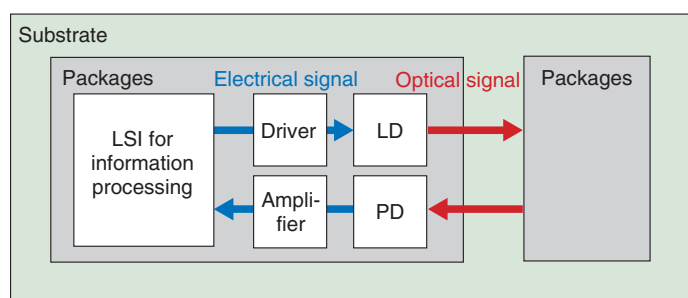 Substrate
Packages
Electrical signal
Optical signal
Packages
LSI for
information
processing
Driver
LD
Ampli-
fier
PD